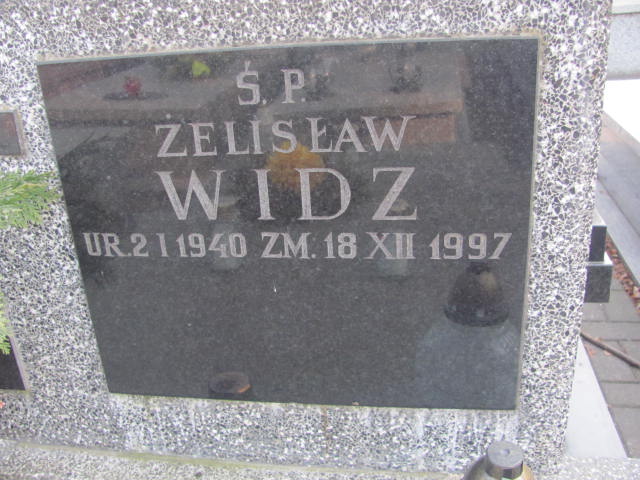 Ś. P.
ŻELISŁAW
WIDZ
UR. 2 I 1940 ZM. 18 XII 1997